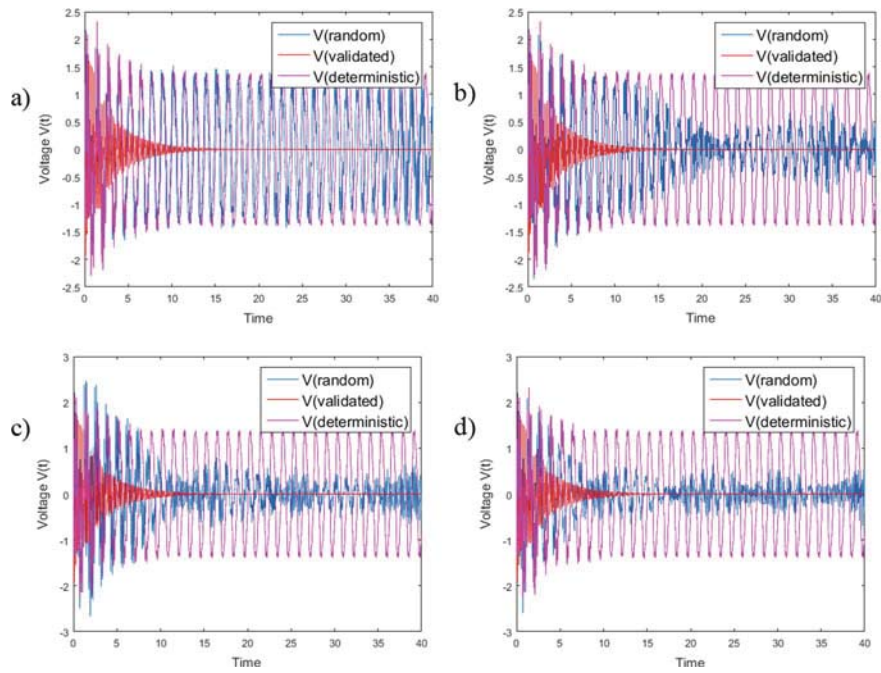 a)
2.5
2
1.5
1
0.5
0
-0.5
-1
-1.5
-2
-2.5
Voltage V(t)
V(random)
V(validated)
V(deterministic)
0 5 10 15 20 25 30 35 40
Time
b)
2.5
2
1.5
1
0.5
0
-0.5
-1
-1.5
-2
-2.5
Voltage V(t)
V(random)
V(validated)
V(deterministic)
0 5 10 15 20 25 30 35 40
Time
c)
3
2
1
0
-1
-2
-3
Voltage V(t)
V(random)
V(validated)
V(deterministic)
0 5 10 15 20 25 30 35 40
Time
d)
3
2
1
0
-1
-2
-3
Voltage V(t)
V(random)
V(validated)
V(deterministic)
0 5 10 15 20 25 30 35 40
Time